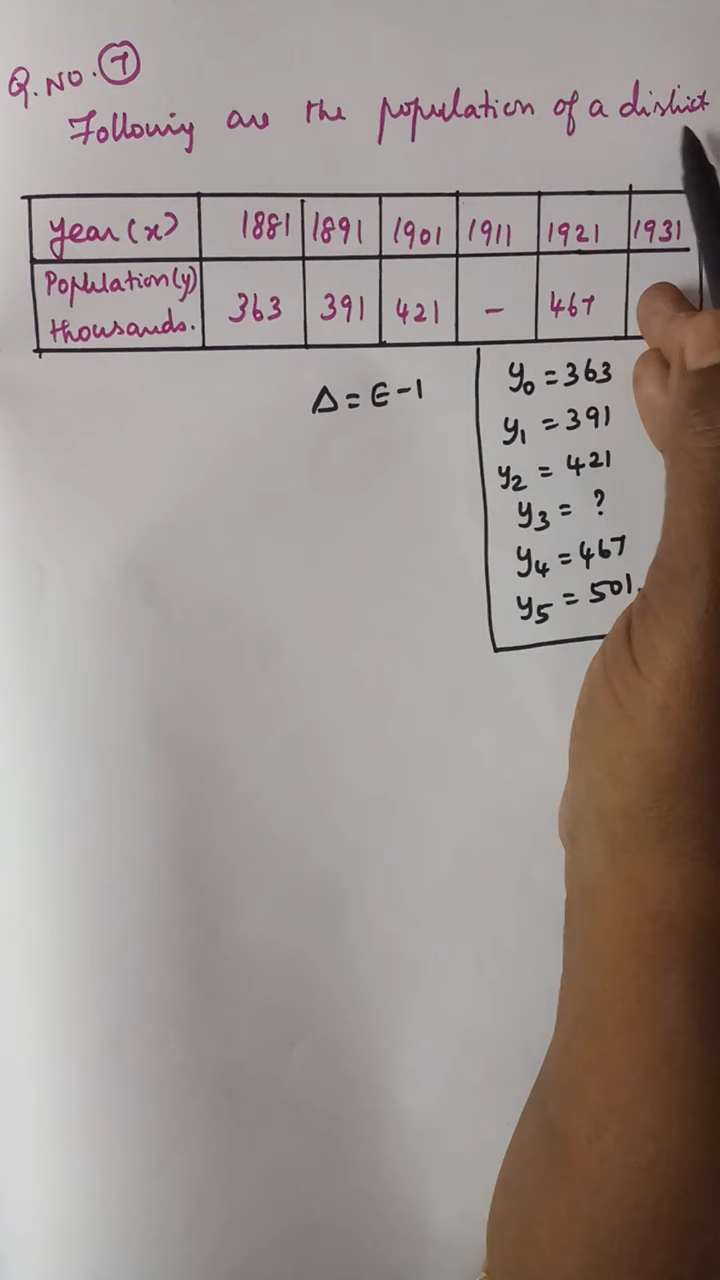 Q.NO. 7
Following are the population of a district
year (x) 1881 1891 1901 1911 1921 1931
Population (y) thousands. 363 391 421 – 467
Δ = E - 1
y₀ = 363
y₁ = 391
y₂ = 421
y₃ = ?
y₄ = 467
y₅ = 501.